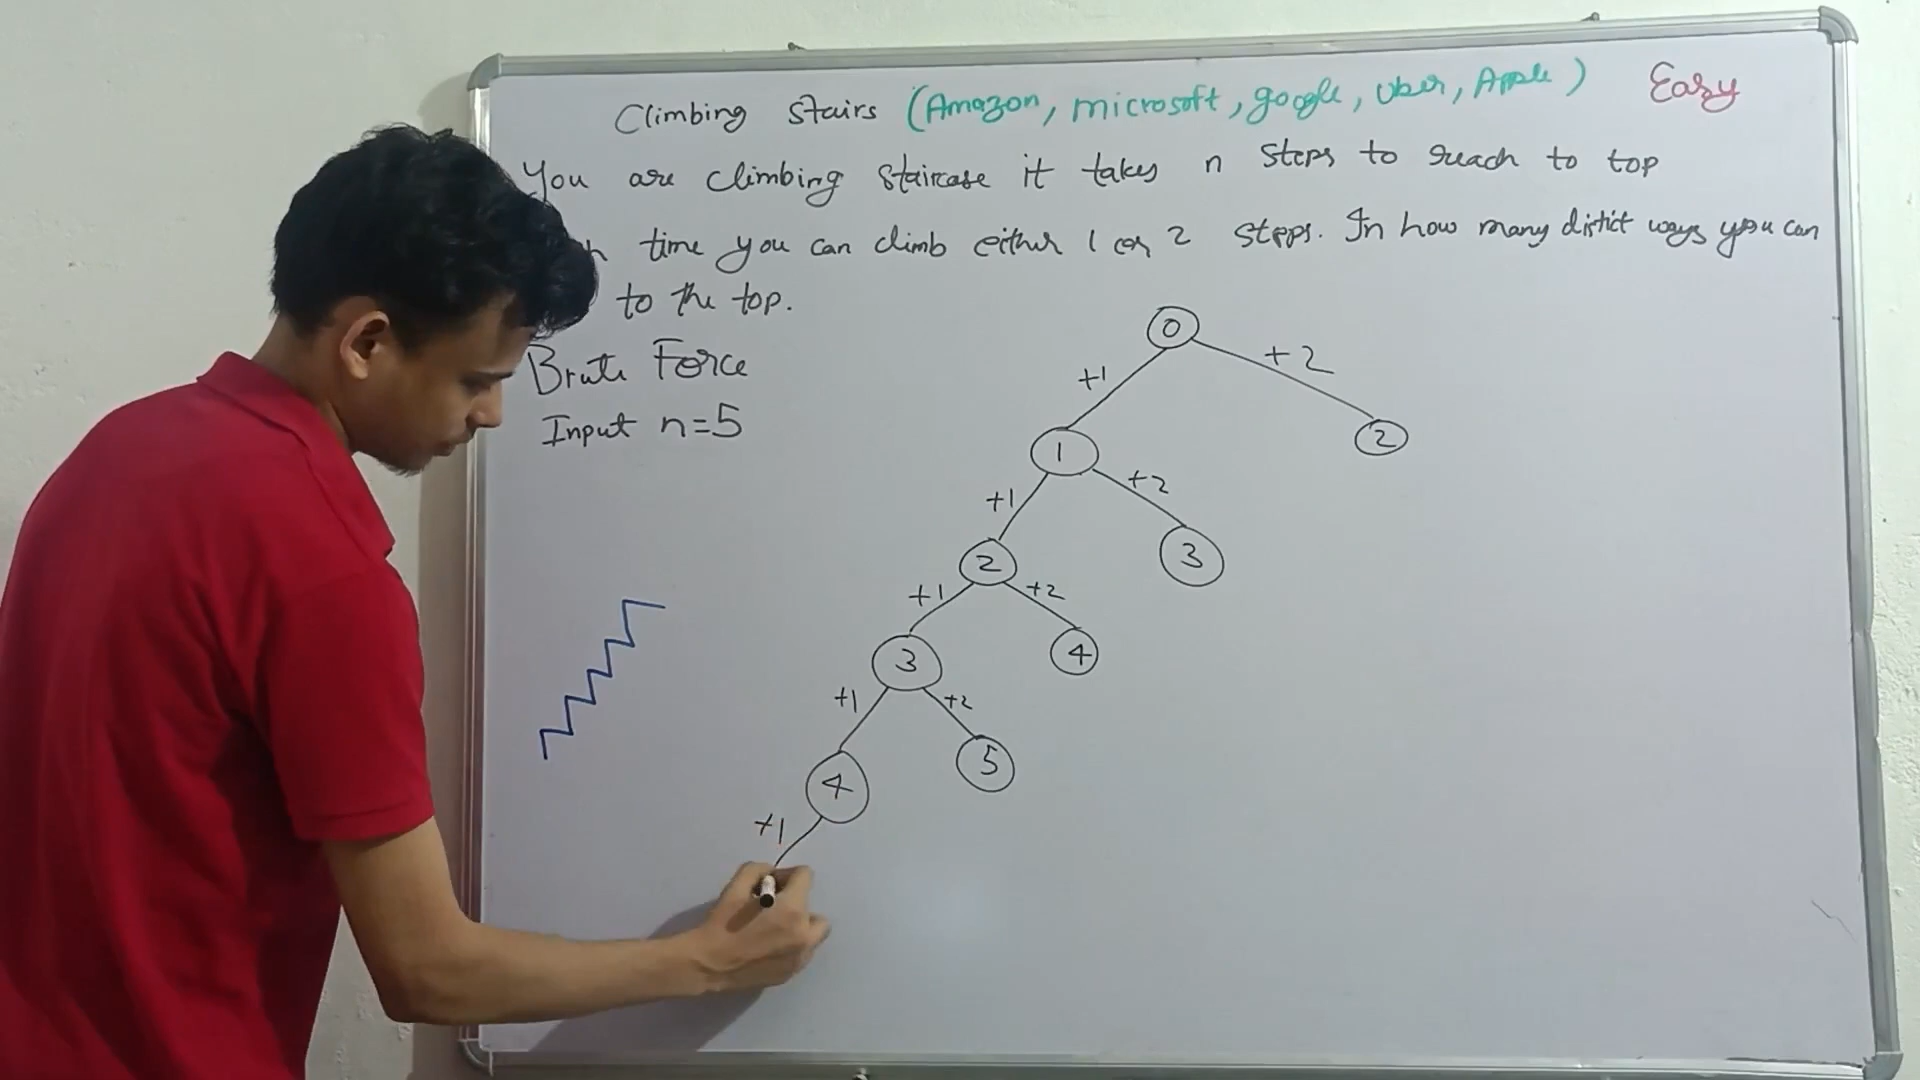 Climbing Stairs (Amazon, microsoft, google, Uber, Apple) Easy
You are climbing staircase it takes n steps to reach to top
time you can climb either 1 or 2 steps. In how many distict ways you can
to the top.
Brute Force
Input n=5
0
+1 +2
1 2
+1 +2
2 3
+1 +2
3 4
+1 +2
4 5
+1